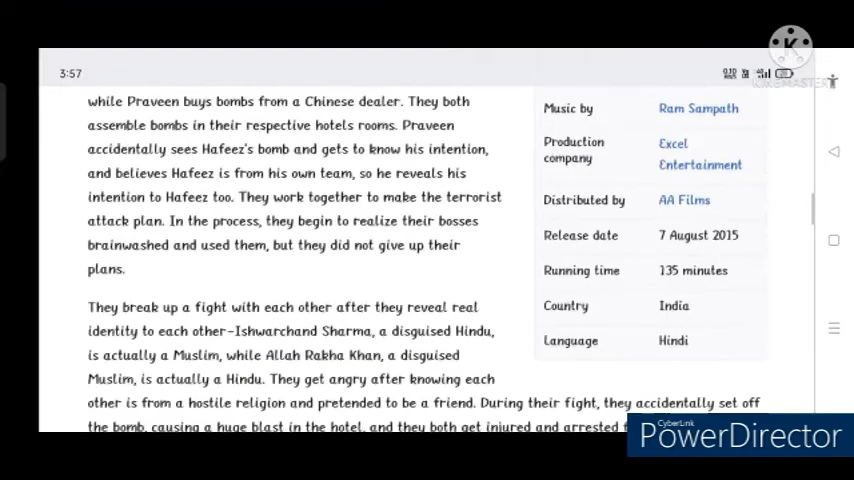 3:57
KINEMASTER
while Praveen buys bombs from a Chinese dealer. They both
assemble bombs in their respective hotels rooms. Praveen
accidentally sees Hafeez's bomb and gets to know his intention,
and believes Hafeez is from his own team, so he reveals his
intention to Hafeez too. They work together to make the terrorist
attack plan. In the process, they begin to realize their bosses
brainwashed and used them, but they did not give up their
plans.
They break up a fight with each other after they reveal real
identity to each other-Ishwarchand Sharma, a disguised Hindu,
is actually a Muslim, while Allah Rakha Khan, a disguised
Muslim, is actually a Hindu. They get angry after knowing each
other is from a hostile religion and pretended to be a friend. During their fight, they accidentally set off
the bomb, causing a huge blast in the hotel, and they both get injured and arrested
Music by Ram Sampath
Production Excel
company Entertainment
Distributed by AA Films
Release date 7 August 2015
Running time 135 minutes
Country India
Language Hindi
CyberLink
PowerDirector